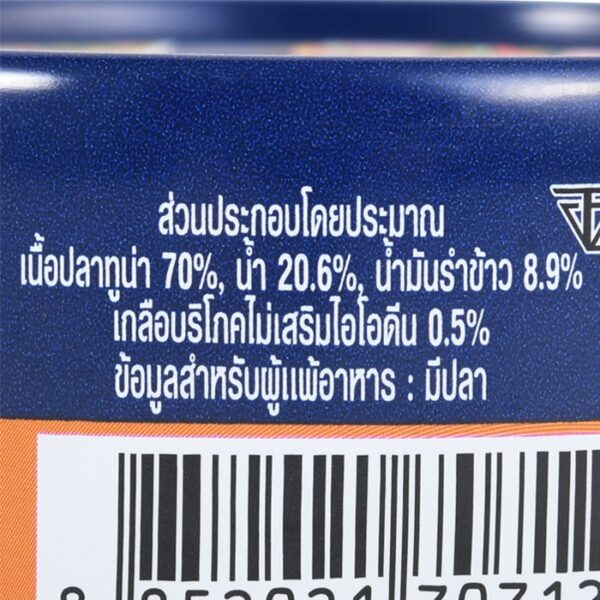 ส่วนประกอบโดยประมาณ
เนื้อปลาทูน่า 70%, น้ำ 20.6%, น้ำมันรำข้าว 8.9%
เกลือบริโภคไม่เสริมไอโอดีน 0.5%
ข้อมูลสำหรับผู้แพ้อาหาร : มีปลา